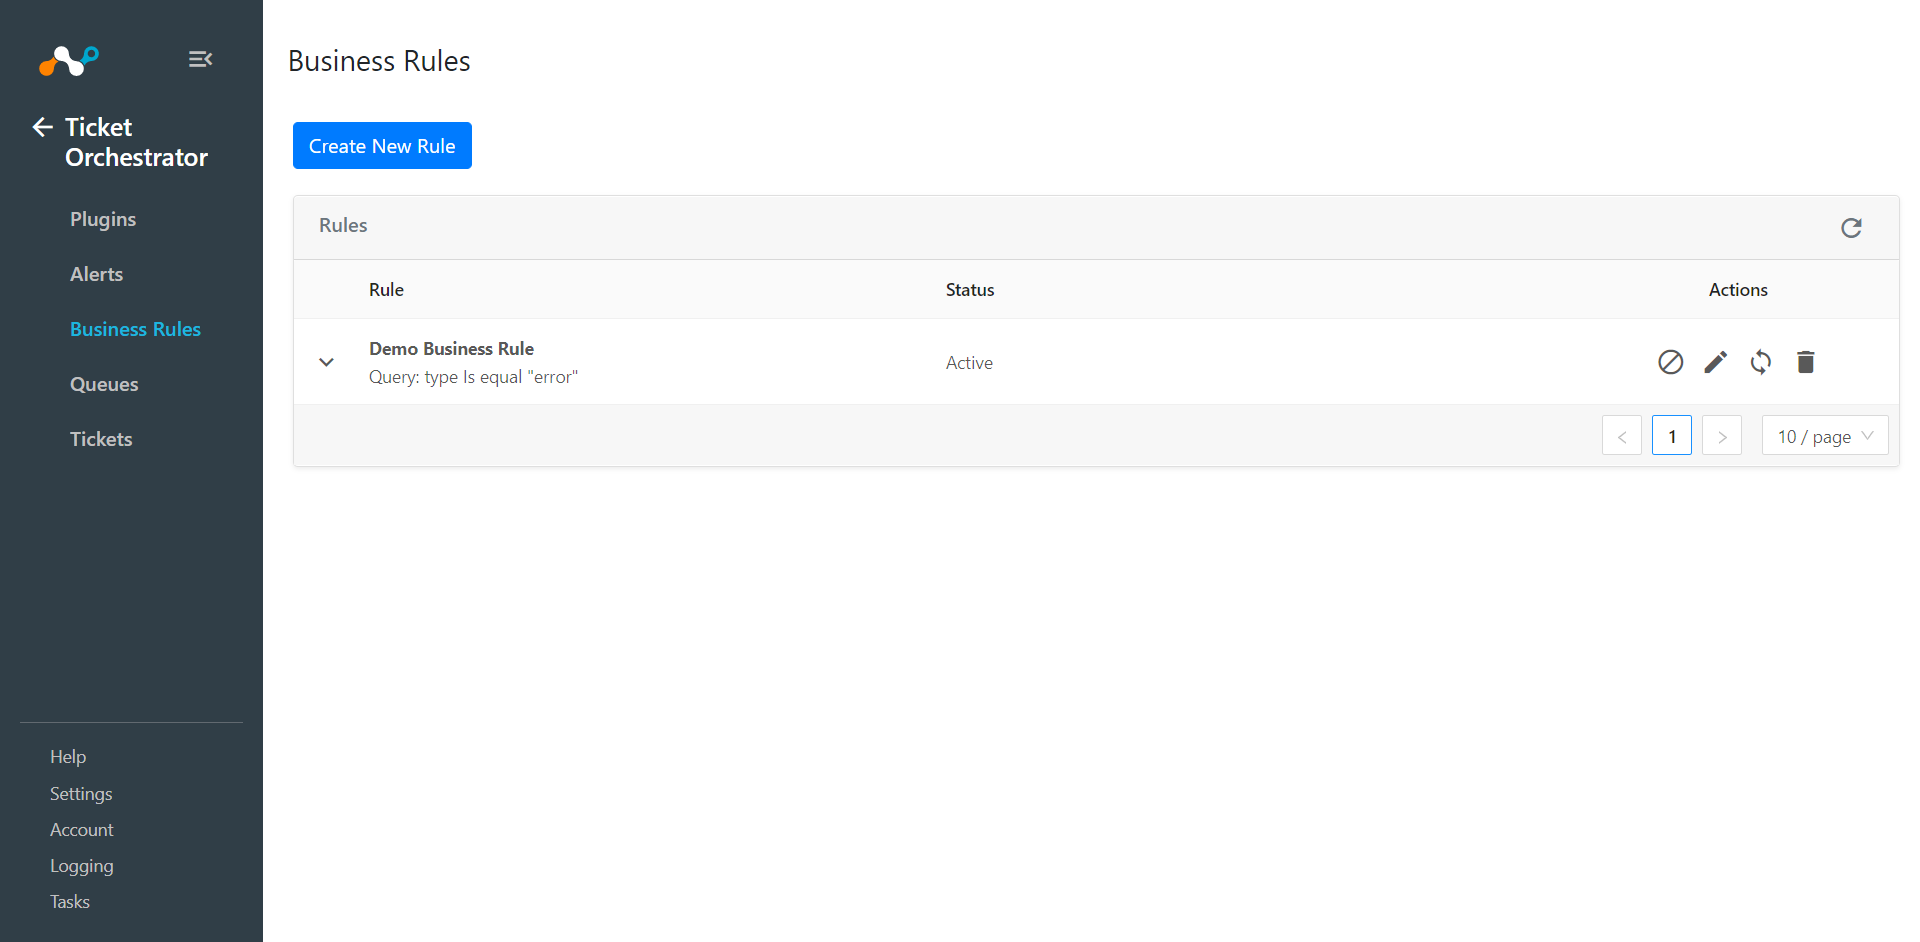 Ticket
Orchestrator
Plugins
Alerts
Business Rules
Queues
Tickets
Help
Settings
Account
Logging
Tasks
Business Rules
Create New Rule
Rules
Rule Status Actions
Demo Business Rule
Query: type Is equal "error"
Active
< 1 > 10 / page